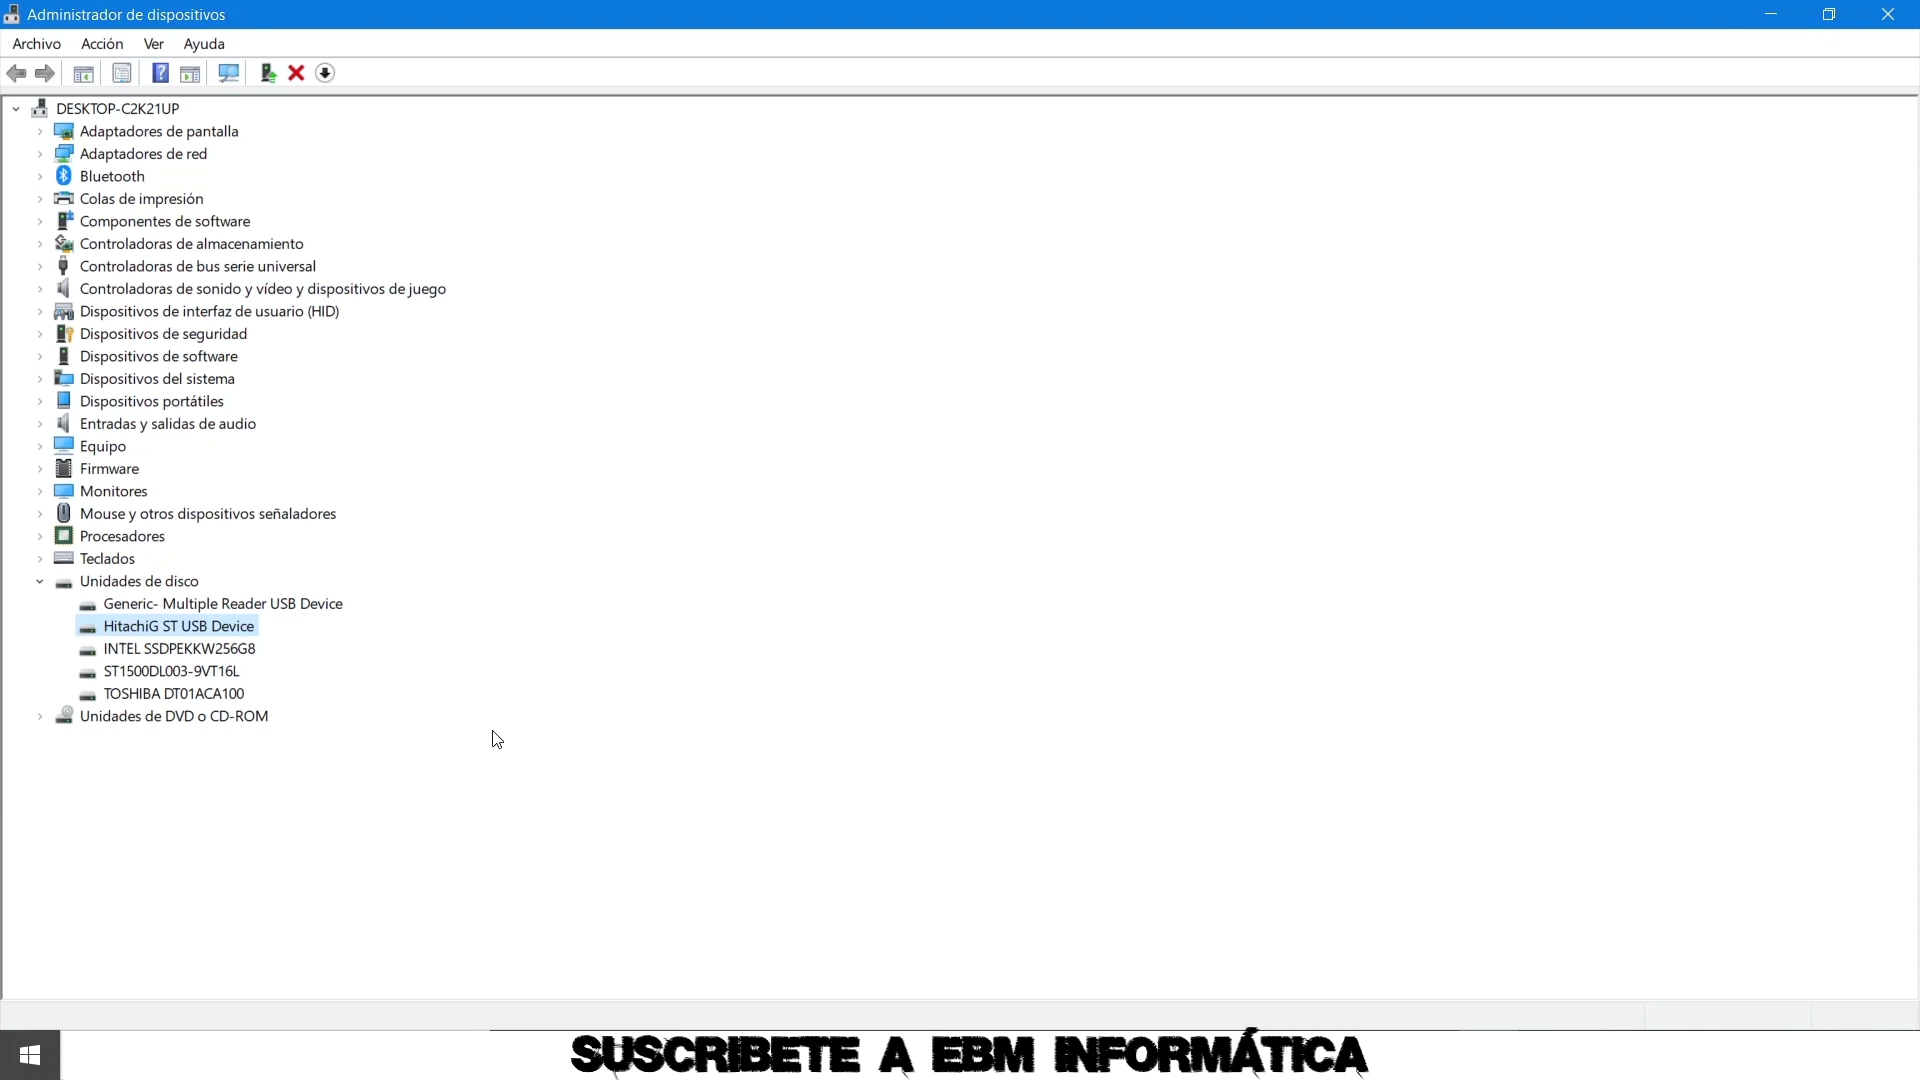 Administrador de dispositivos
Archivo Acción Ver Ayuda
DESKTOP-C2K21UP
Adaptadores de pantalla
Adaptadores de red
Bluetooth
Colas de impresión
Componentes de software
Controladoras de almacenamiento
Controladoras de bus serie universal
Controladoras de sonido y vídeo y dispositivos de juego
Dispositivos de interfaz de usuario (HID)
Dispositivos de seguridad
Dispositivos de software
Dispositivos del sistema
Dispositivos portátiles
Entradas y salidas de audio
Equipo
Firmware
Monitores
Mouse y otros dispositivos señaladores
Procesadores
Teclados
Unidades de disco
Generic- Multiple Reader USB Device
HitachiG ST USB Device
INTEL SSDPEKKW256G8
ST1500DL003-9VT16L
TOSHIBA DT01ACA100
Unidades de DVD o CD-ROM
SUSCRIBETE A EBM INFORMÁTICA